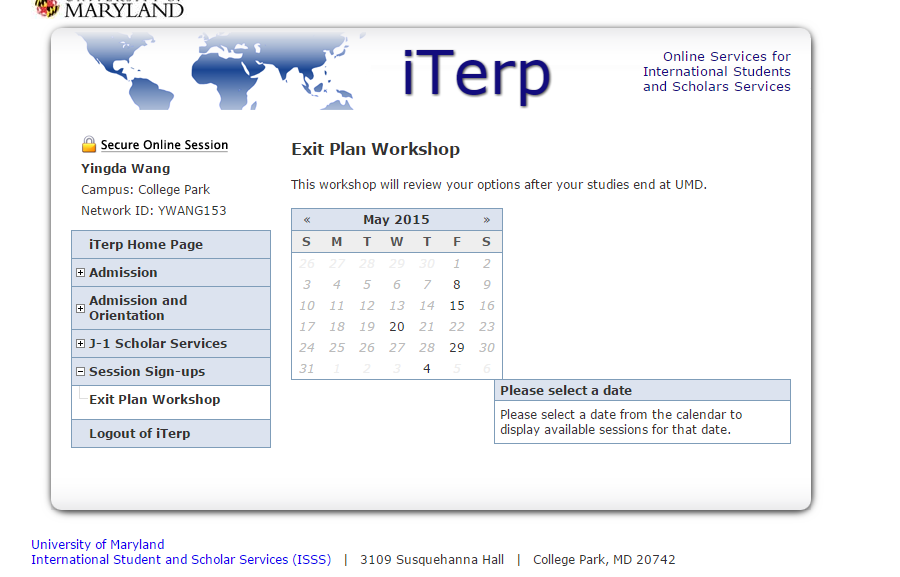 MARYLAND
iTerp
Online Services for
International Students
and Scholars Services
Secure Online Session
Yingda Wang
Campus: College Park
Network ID: YWANG153
iTerp Home Page
Admission
Admission and
Orientation
J-1 Scholar Services
Session Sign-ups
Exit Plan Workshop
Logout of iTerp
Exit Plan Workshop
This workshop will review your options after your studies end at UMD.
« May 2015 »
S M T W T F S
26 27 28 29 30 1 2
3 4 5 6 7 8 9
10 11 12 13 14 15 16
17 18 19 20 21 22 23
24 25 26 27 28 29 30
31 1 2 3 4 5 6
Please select a date
Please select a date from the calendar to
display available sessions for that date.
University of Maryland
International Student and Scholar Services (ISSS) | 3109 Susquehanna Hall | College Park, MD 20742